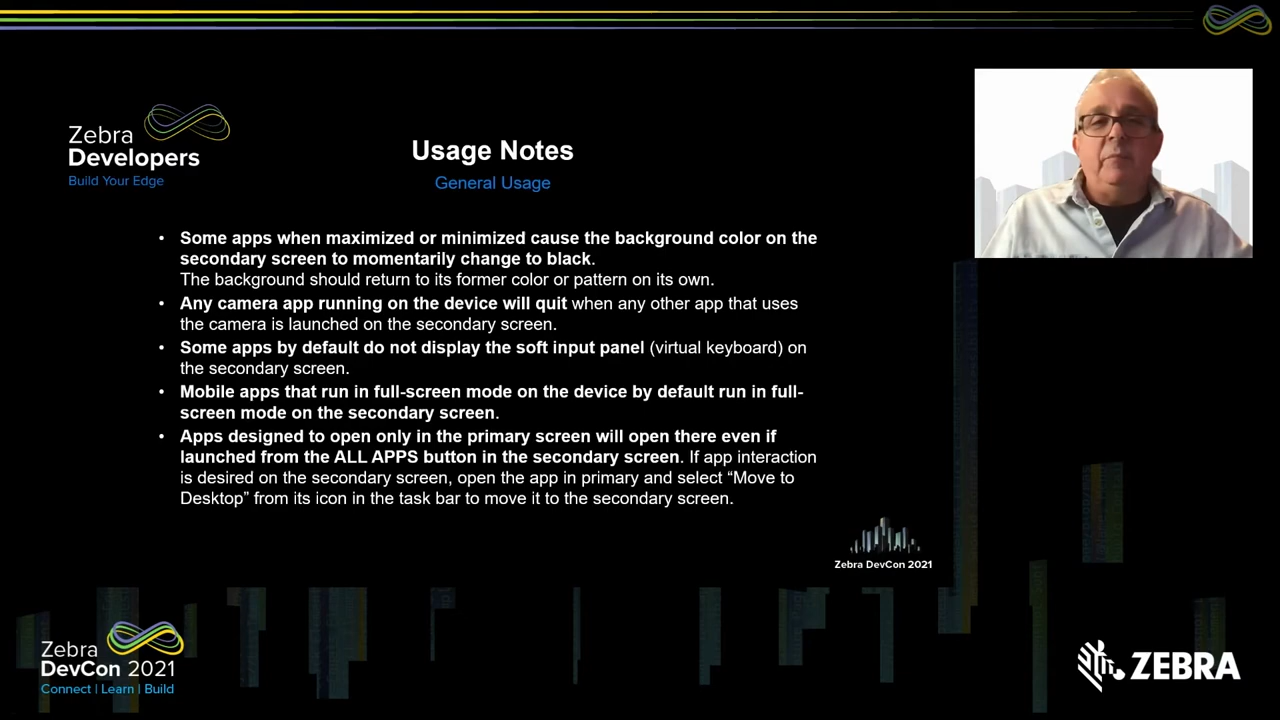 Zebra
Developers
Build Your Edge
Usage Notes
General Usage
• Some apps when maximized or minimized cause the background color on the
secondary screen to momentarily change to black.
The background should return to its former color or pattern on its own.
• Any camera app running on the device will quit when any other app that uses
the camera is launched on the secondary screen.
• Some apps by default do not display the soft input panel (virtual keyboard) on
the secondary screen.
• Mobile apps that run in full-screen mode on the device by default run in full-
screen mode on the secondary screen.
• Apps designed to open only in the primary screen will open there even if
launched from the ALL APPS button in the secondary screen. If app interaction
is desired on the secondary screen, open the app in primary and select “Move to
Desktop” from its icon in the task bar to move it to the secondary screen.
Zebra DevCon 2021
Zebra
DevCon 2021
Connect | Learn | Build
ZEBRA